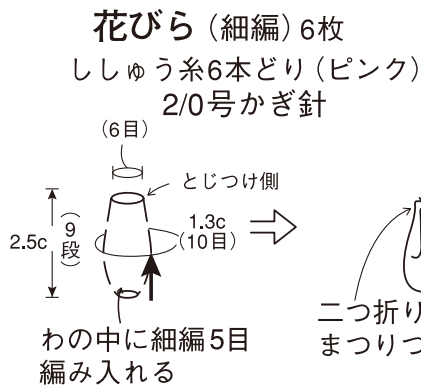 花びら（細編）6枚
ししゅう糸6本どり（ピンク）
2/0号かぎ針
（6目）
とじつけ側
2.5c
（9段）
1.3c
（10目）
わの中に細編5目
編み入れる
二つ折り
まつりつ